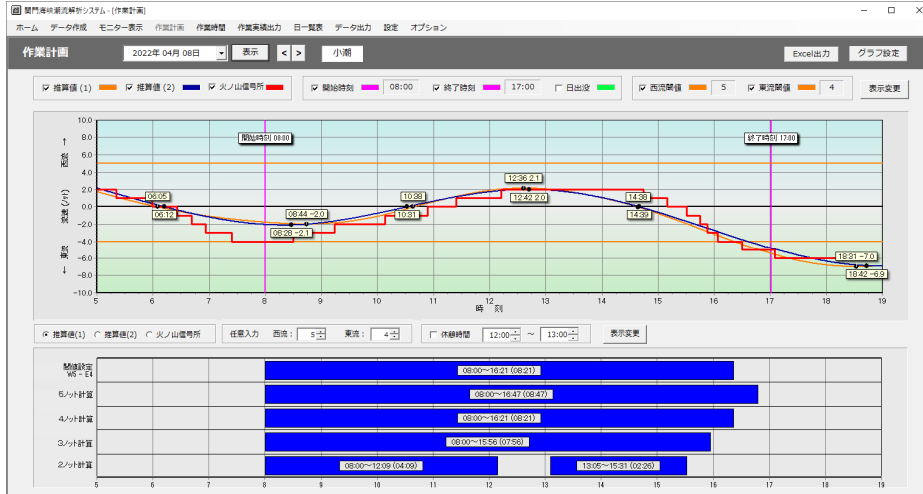 関門海峡潮流解析システム - [作業計画]
ホーム データ作成 モニター表示 作業計画 作業時間 作業実績出力 日一覧表 データ出力 設定 オプション
作業計画 2022年 04月 08日 表示 < > 小潮 Excel出力 グラフ設定
推算値 (1) 推算値 (2) 火ノ山信号所 開始時刻 08:00 終了時刻 17:00 日出没 西流閾値 5 東流閾値 4 表示変更
10.0
8.0
6.0
4.0
2.0
0.0
-2.0
-4.0
-6.0
-8.0
-10.0
西流 →
流速 (ノット)
← 東流
開始時刻 08:00
終了時刻 17:00
06:05
06:12
08:44 -2.0
08:28 -2.1
10:38
10:31
12:36 2.1
12:42 2.0
14:38
14:39
18:31 -7.0
18:42 -6.9
5 6 7 8 9 10 11 12 13 14 15 16 17 18 19
時 刻
推算値(1) 推算値(2) 火ノ山信号所 任意入力 西流: 5 東流: 4 休憩時間 12:00 ~ 13:00 表示変更
閾値設定
W5 - E4
08:00~16:21 (08:21)
5ノット計算
08:00~16:47 (08:47)
4ノット計算
08:00~16:21 (08:21)
3ノット計算
08:00~15:56 (07:56)
2ノット計算
08:00~12:09 (04:09)
13:05~15:31 (02:26)
5 6 7 8 9 10 11 12 13 14 15 16 17 18 19